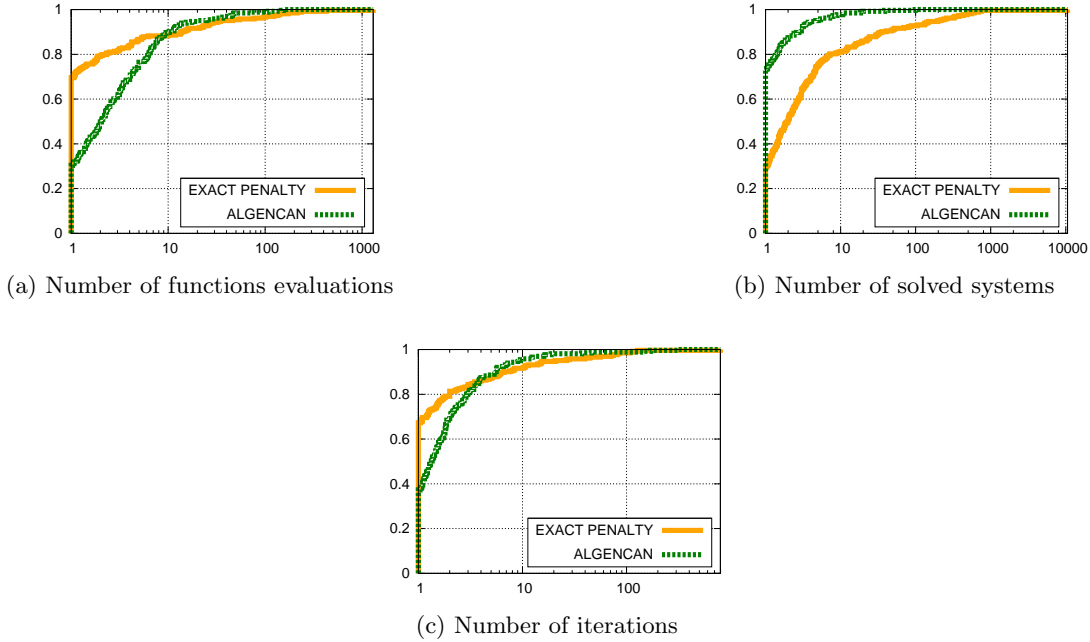 1
0.8
0.6
0.4
0.2
0
1 10 100 1000
EXACT PENALTY
ALGENCAN
(a) Number of functions evaluations
1
0.8
0.6
0.4
0.2
0
1 10 100 1000 10000
EXACT PENALTY
ALGENCAN
(b) Number of solved systems
1
0.8
0.6
0.4
0.2
0
1 10 100
EXACT PENALTY
ALGENCAN
(c) Number of iterations